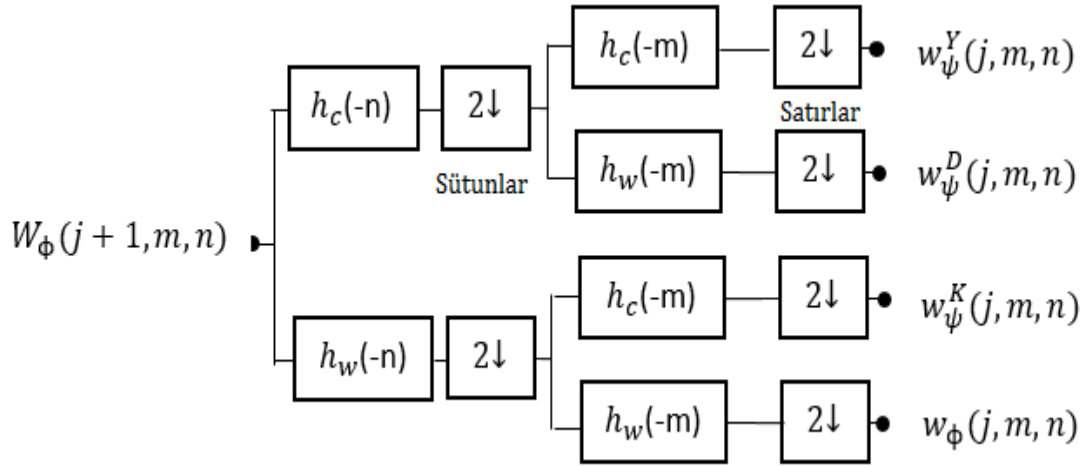 h_c(-m) 2↓ w_ψ^Y(j, m, n)
h_c(-n) 2↓ Satırlar
h_w(-m) 2↓ w_ψ^D(j, m, n)
Sütunlar
W_ϕ(j + 1, m, n)
h_c(-m) 2↓ w_ψ^K(j, m, n)
h_w(-n) 2↓
h_w(-m) 2↓ w_ϕ(j, m, n)